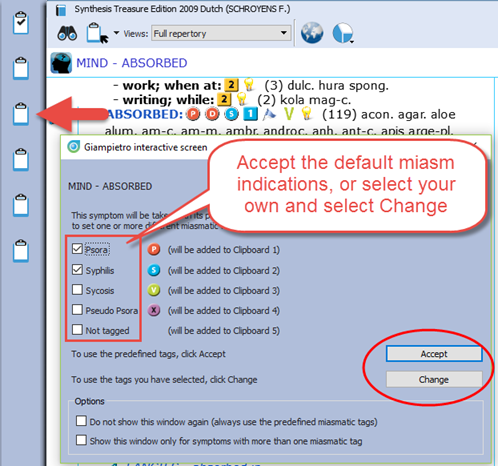 Synthesis Treasure Edition 2009 Dutch (SCHROYENS F.)
Views: Full repertory
MIND - ABSORBED
- work; when at: 2 (3) dulc. hura spong.
- writing; while: 2 (2) kola mag-c.
ABSORBED: P D S 1 V (119) acon. agar. aloe
alum. am-c. am-m. ambr. androc. anh. ant-c. apis arge-pl.
Giampietro interactive screen
Accept the default miasm
indications, or select your
own and select Change
MIND - ABSORBED
This symptom will be take
to set one or more different miasmatic
Psora P (will be added to Clipboard 1)
Syphilis S (will be added to Clipboard 2)
Sycosis V (will be added to Clipboard 3)
Pseudo Psora X (will be added to Clipboard 4)
Not tagged (will be added to Clipboard 5)
To use the predefined tags, click Accept
Accept
To use the tags you have selected, click Change
Change
Options
Do not show this window again (always use the predefined miasmatic tags)
Show this window only for symptoms with more than one miasmatic tag